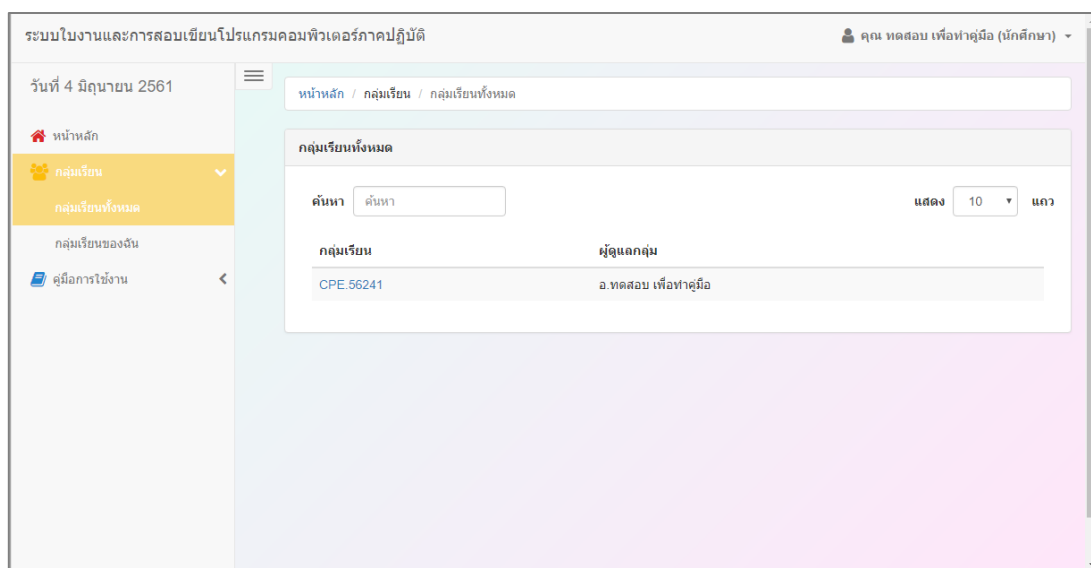 ระบบใบงานและการสอบเขียนโปรแกรมคอมพิวเตอร์ภาคปฏิบัติ
คุณ ทดสอบ เพื่อทำคู่มือ (นักศึกษา)
วันที่ 4 มิถุนายน 2561
หน้าหลัก
กลุ่มเรียน
กลุ่มเรียนทั้งหมด
กลุ่มเรียนของฉัน
คู่มือการใช้งาน
หน้าหลัก / กลุ่มเรียน / กลุ่มเรียนทั้งหมด
กลุ่มเรียนทั้งหมด
ค้นหา ค้นหา แสดง 10 แถว
กลุ่มเรียน ผู้ดูแลกลุ่ม
CPE.56241 อ.ทดสอบ เพื่อทำคู่มือ